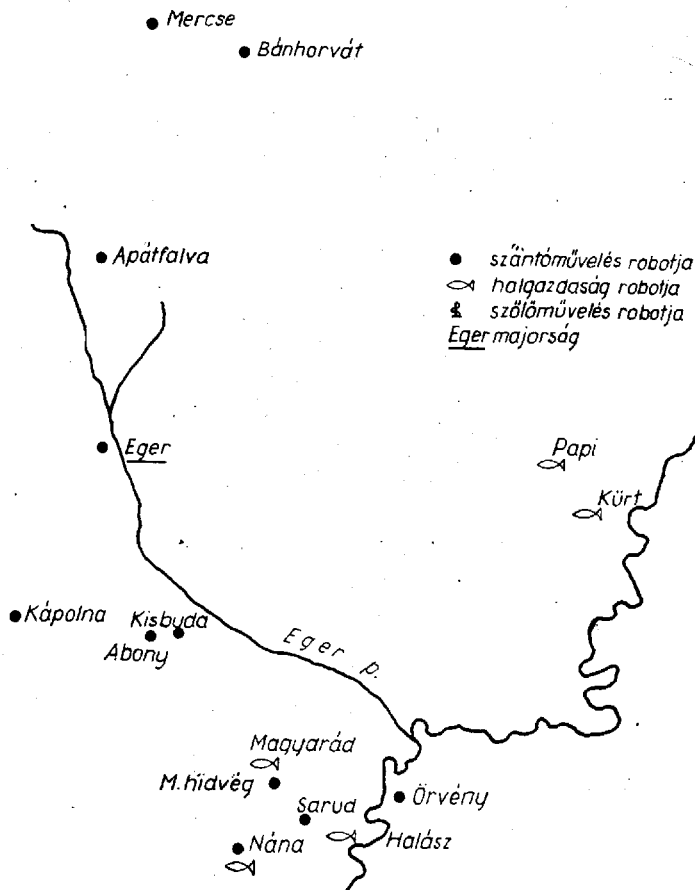 Mercse
Bánhorvát
Apátfalva
szántóművelés robotja
halgazdaság robotja
szőlőművelés robotja
Eger majorság
Eger
Papi
Kürt
Kápolna
Kisbuda
Abony
Eger p.
Magyarád
M.hídvég
Sarud
Örvény
Nána
Halász